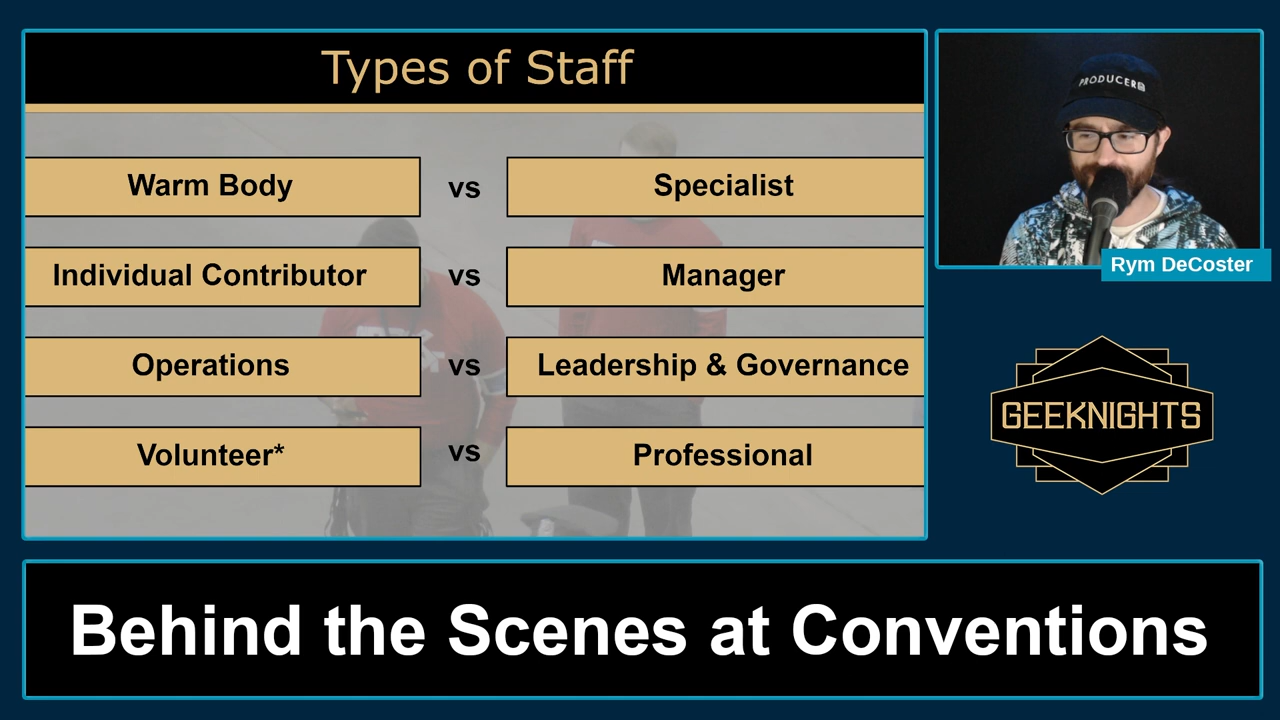 Types of Staff
Warm Body vs Specialist
Individual Contributor vs Manager
Operations vs Leadership & Governance
Volunteer* vs Professional
PRODUCER
Rym DeCoster
GEEKNIGHTS
Behind the Scenes at Conventions